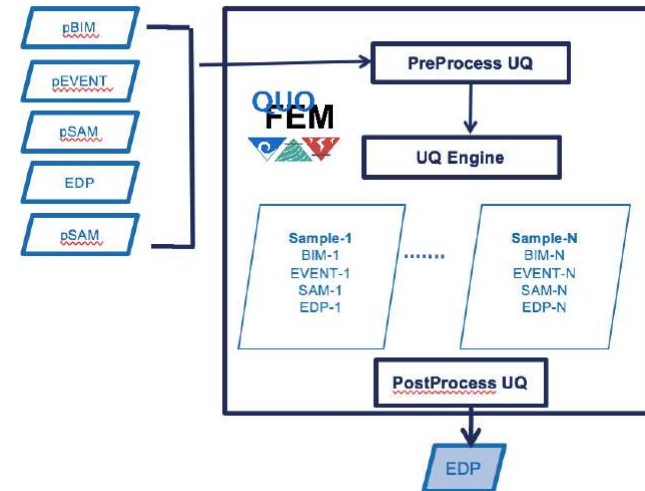 pBIM
pEVENT
pSAM
EDP
pSAM
PreProcess UQ
QUO
FEM
UQ Engine
Sample-1
BIM-1
EVENT-1
SAM-1
EDP-1
.......
Sample-N
BIM-N
EVENT-N
SAM-N
EDP-N
PostProcess UQ
EDP